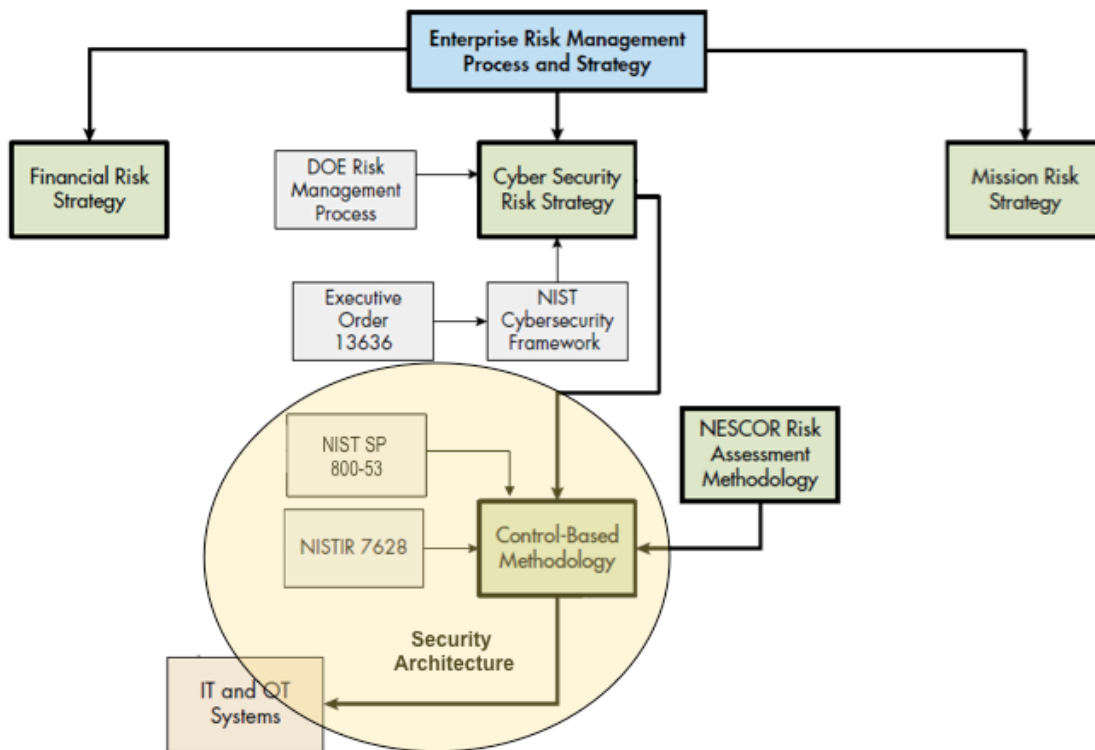 Enterprise Risk Management
Process and Strategy
Financial Risk
Strategy
DOE Risk
Management
Process
Cyber Security
Risk Strategy
Mission Risk
Strategy
Executive
Order
13636
NIST
Cybersecurity
Framework
NIST SP
800-53
NESCOR Risk
Assessment
Methodology
NISTIR 7628
Control-Based
Methodology
Security
Architecture
IT and OT
Systems